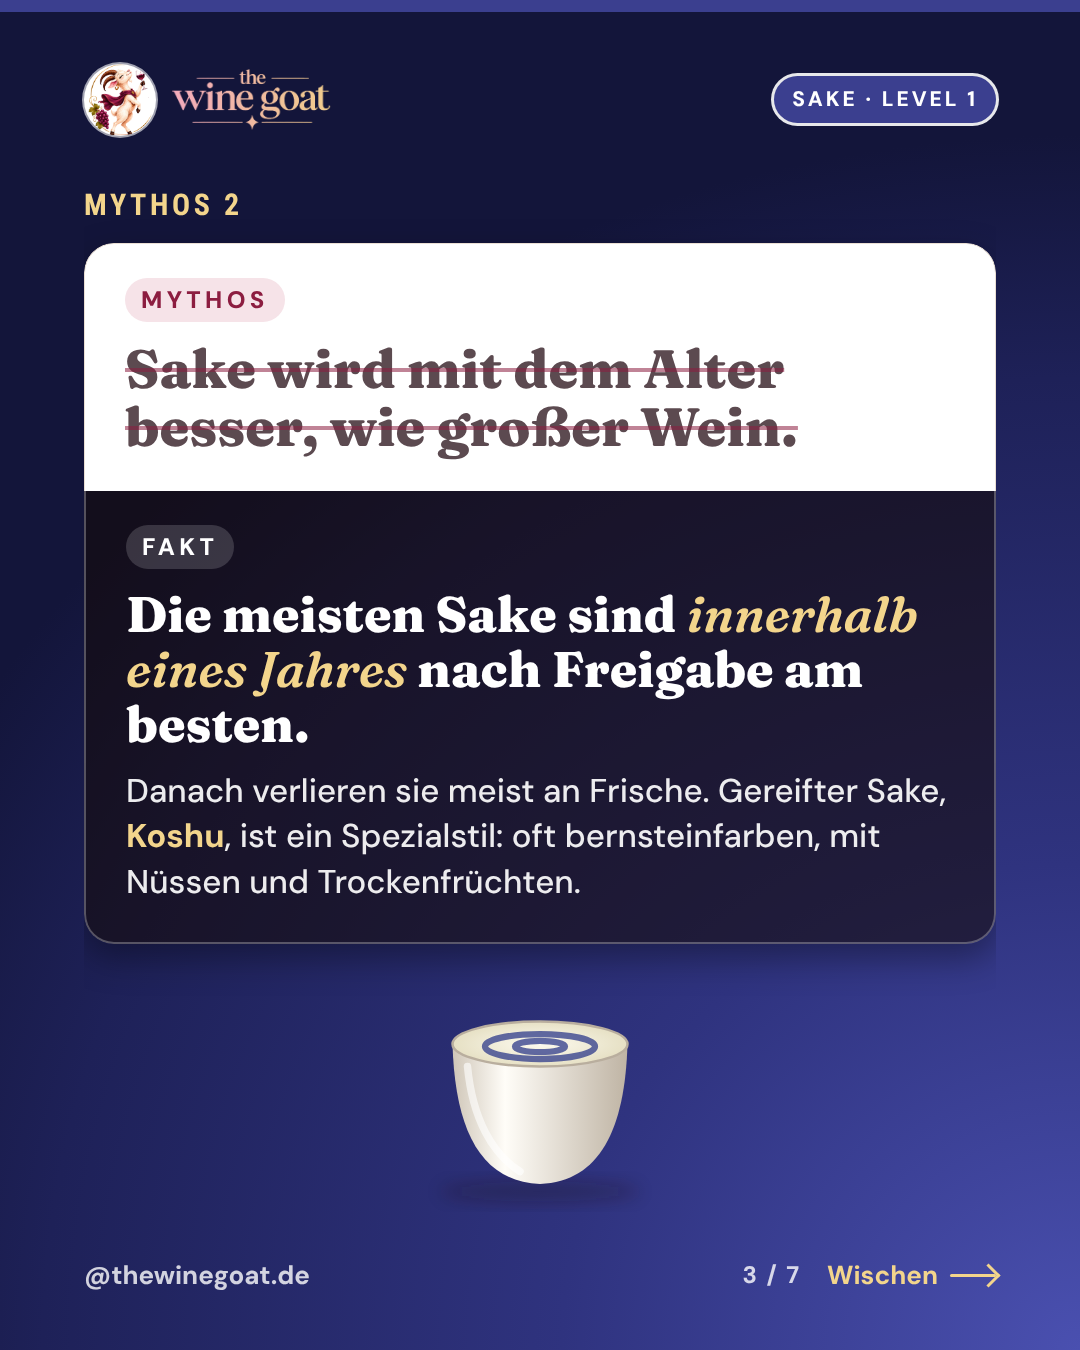 the
wine goat
SAKE · LEVEL 1
MYTHOS 2
MYTHOS
Sake wird mit dem Alter
besser, wie großer Wein.
FAKT
Die meisten Sake sind innerhalb
eines Jahres nach Freigabe am
besten.
Danach verlieren sie meist an Frische. Gereifter Sake,
Koshu, ist ein Spezialstil: oft bernsteinfarben, mit
Nüssen und Trockenfrüchten.
@thewinegoat.de
3 / 7 Wischen